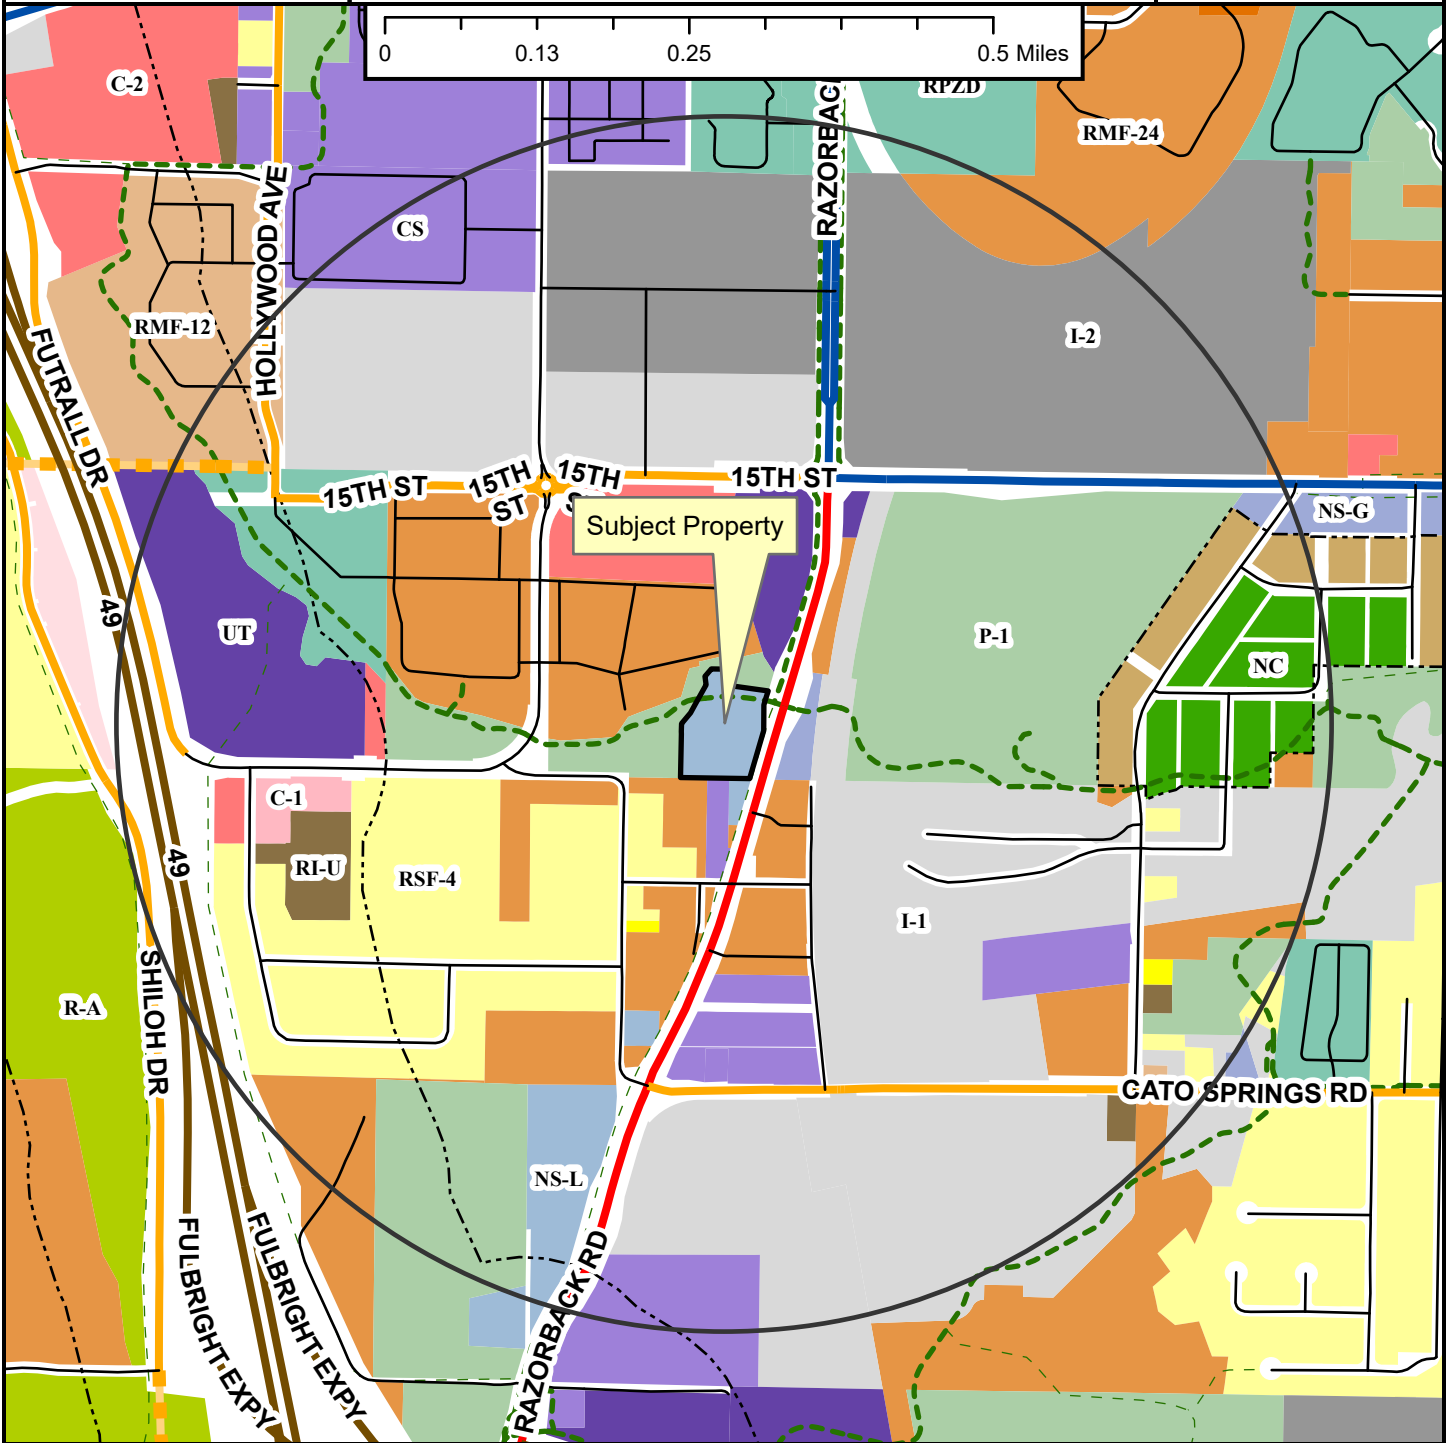 0
0.13
0.25
0.5 Miles
C-2
RPZD
RMF-24
RAZORBAC
HOLLYWOOD AVE
CS
RMF-12
I-2
FUTRALL DR
15TH ST
15TH
ST
15TH
S
15TH ST
NS-G
Subject Property
49
UT
P-1
NC
C-1
49
RI-U
RSF-4
I-1
R-A
SHILOH DR
CATO SPRINGS RD
NS-L
FULBRIGHT EXPY
FULBRIGHT EXPY
RAZORBACK RD